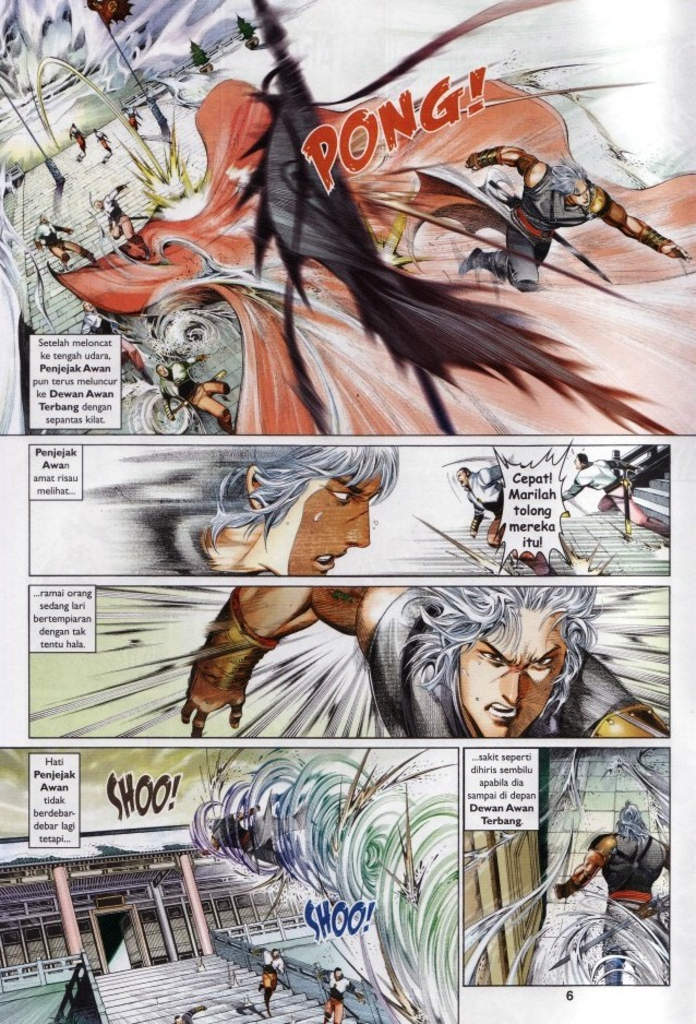 PONG!
Setelah meloncat
ke tengah udara,
Penjejak Awan
pun terus meluncur
ke Dewan Awan
Terbang dengan
sepantas kilat.
Penjejak
Awan
amat risau
melihat...
Cepat!
Marilah
tolong
mereka
itu!
...ramai orang
sedang lari
bertempiaran
dengan tak
tentu hala.
Hati
Penjejak
Awan
tidak
berdebar-
debar lagi
tetapi...
SHOO!
SHOO!
...sakit seperti
dihiris sembilu
apabila dia
sampai di depan
Dewan Awan
Terbang.
6